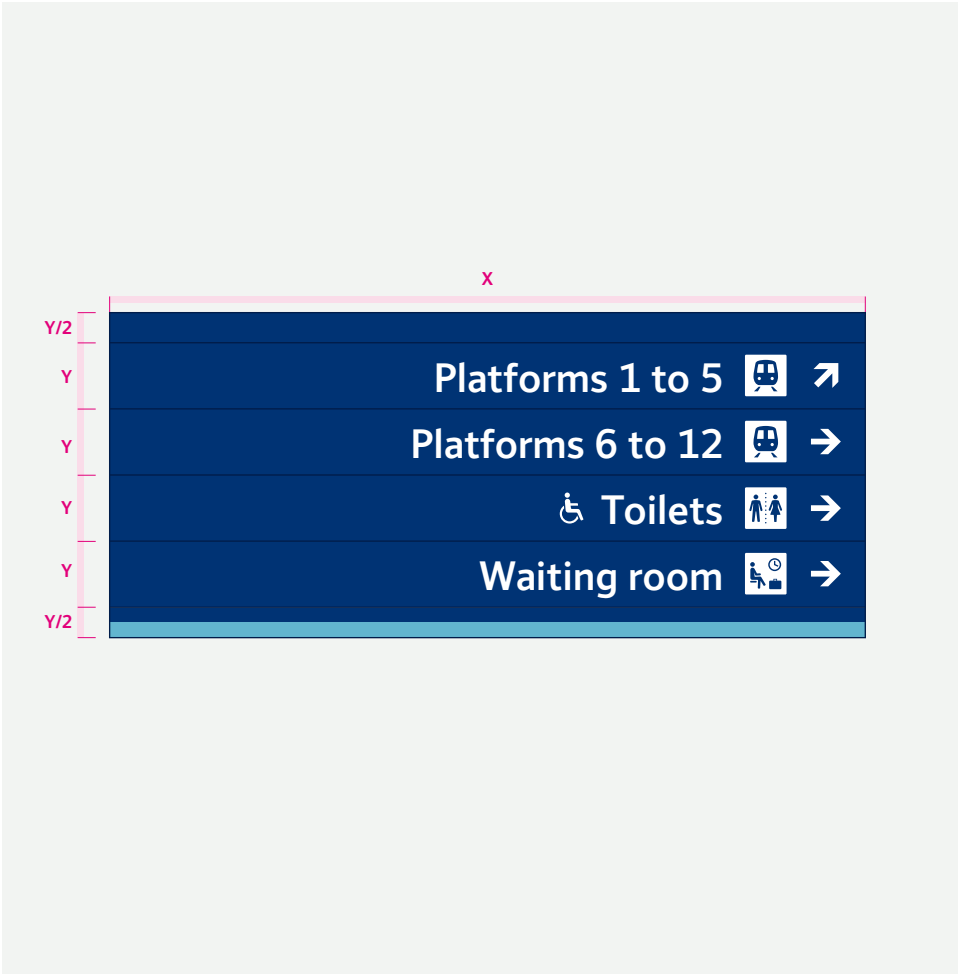 X
Y/2
Y
Platforms 1 to 5
Y
Platforms 6 to 12
Y
Toilets
Y
Waiting room
Y/2